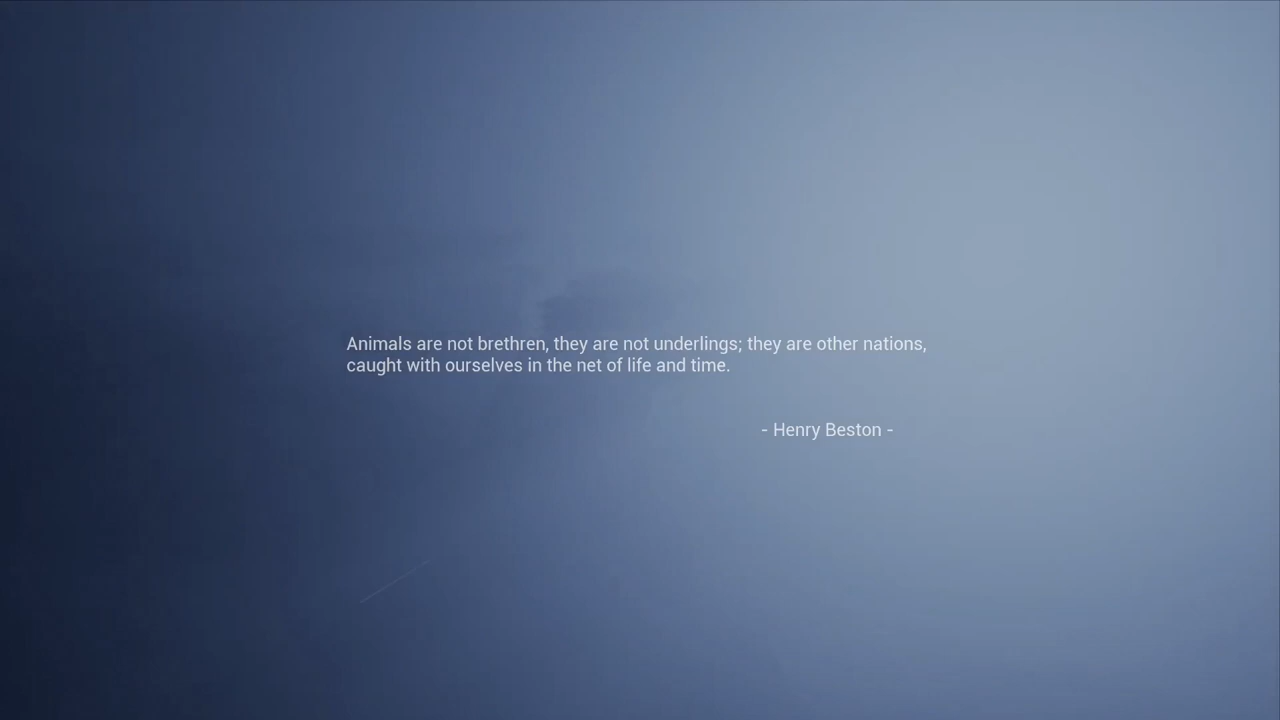 Animals are not brethren, they are not underlings; they are other nations,
caught with ourselves in the net of life and time.
- Henry Beston -